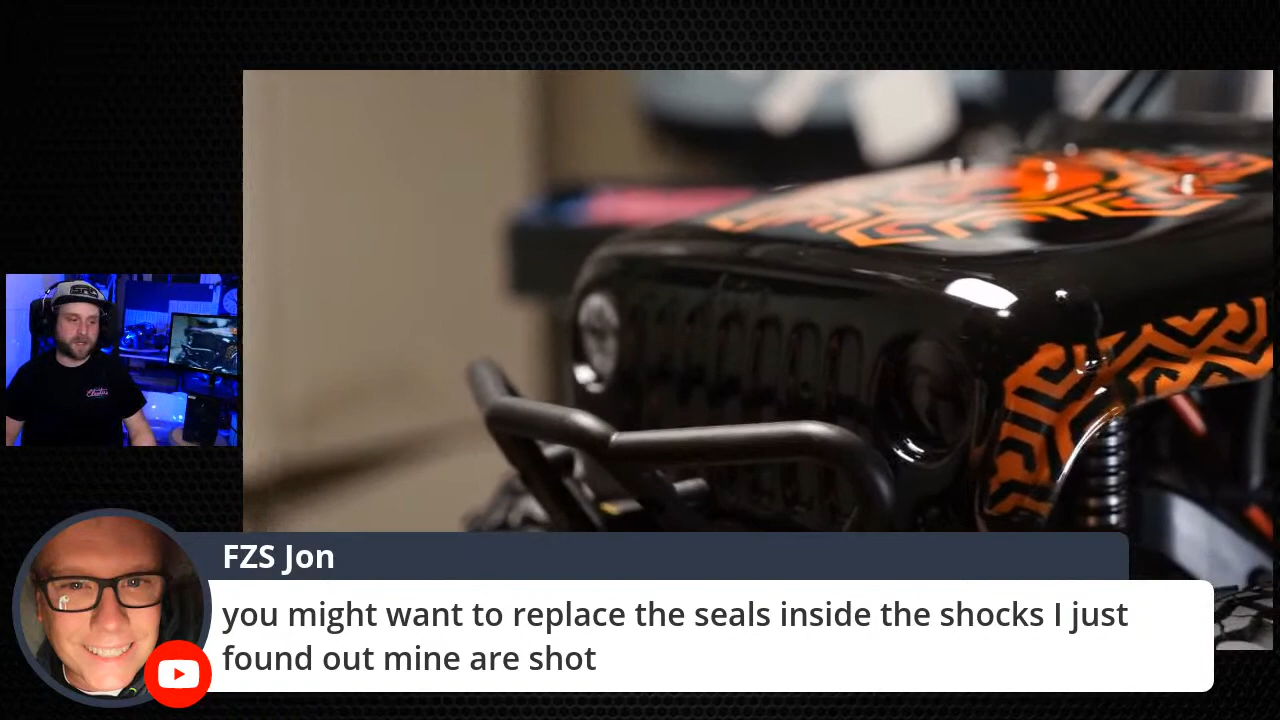 FZS Jon
you might want to replace the seals inside the shocks I just
found out mine are shot